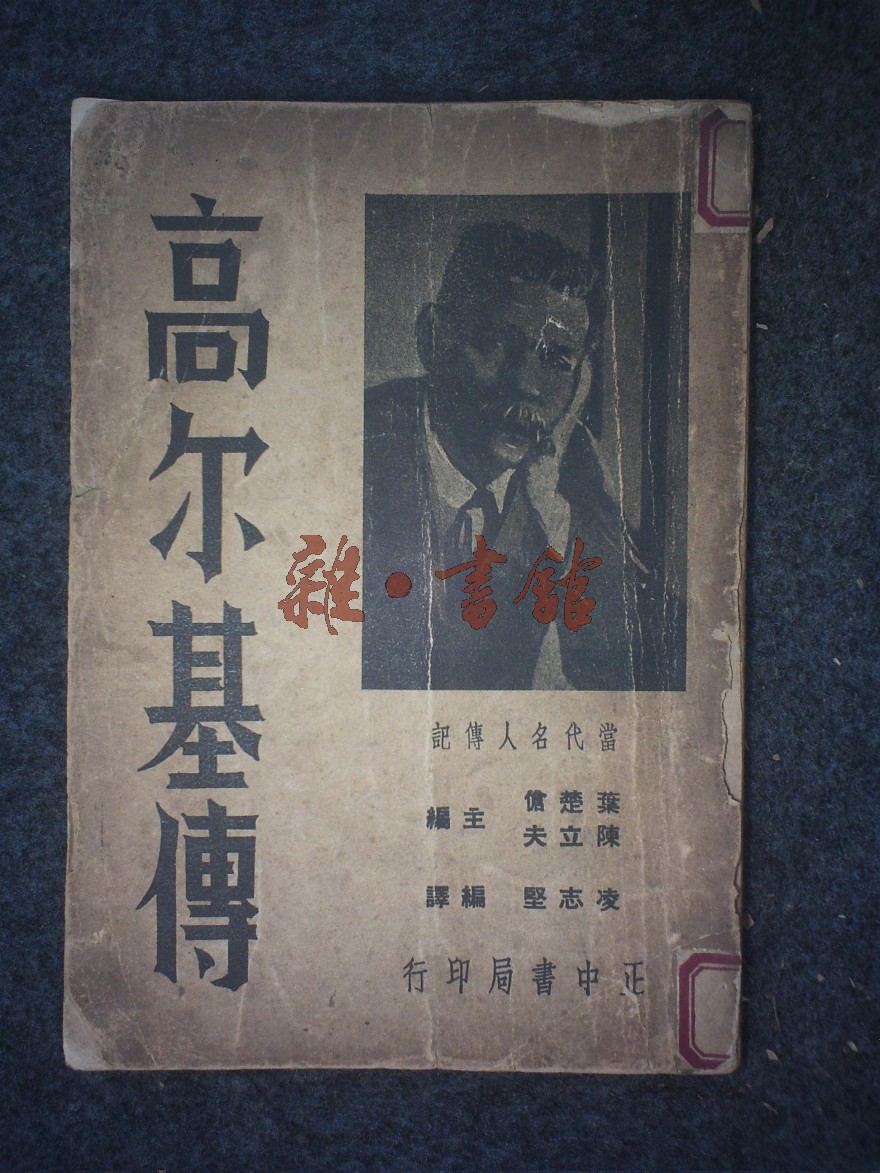 高尔基傳
當代名人傳記
葉楚傖
陳立夫
主編
凌志堅 編譯
正中書局印行
雜·書館